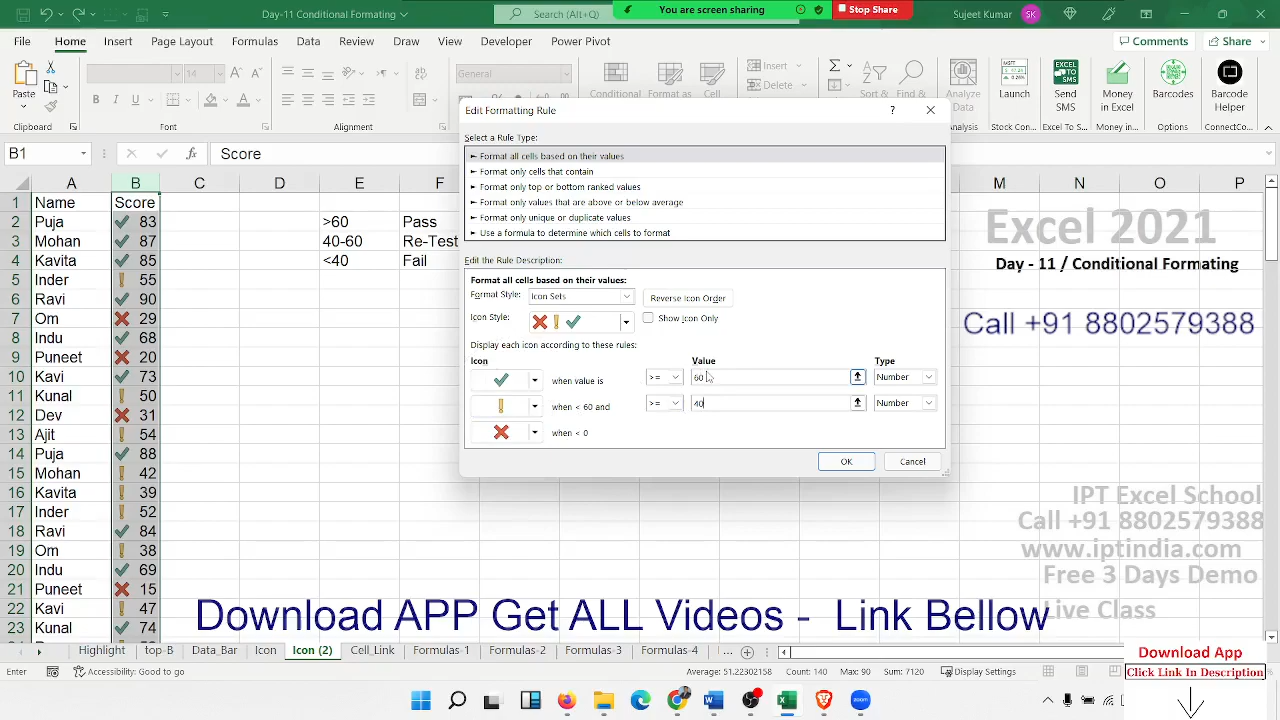 Day-11 Conditional Formatting
Search (Alt+Q)
You are screen sharing
Stop Share
Sujeet Kumar
SK
File
Home
Insert
Page Layout
Formulas
Data
Review
View
Draw
Developer
Power Pivot
Comments
Share
Paste
14
General
Conditional
Format as
Cell
Insert
Delete
Sort &
Find &
Analyze
Data
Launch
Send
SMS
Money
in Excel
Barcodes
Barcode
Helper
Clipboard
Font
Alignment
Analysis
Stock Con...
Money In...
Options
ConnectCo...
B1
Score
A B C D E F M N O P
1 Name Score
2 Puja 83 >60 Pass
3 Mohan 87 40-60 Re-Test
4 Kavita 85 <40 Fail
5 Inder 55
6 Ravi 90
7 Om 29
8 Indu 68
9 Puneet 20
10 Kavi 73
11 Kunal 50
12 Dev 31
13 Ajit 54
14 Puja 88
15 Mohan 42
16 Kavita 39
17 Inder 52
18 Ravi 84
19 Om 38
20 Indu 69
21 Puneet 15
22 Kavi 47
23 Kunal 74
Edit Formatting Rule
?
Select a Rule Type:
► Format all cells based on their values
► Format only cells that contain
► Format only top or bottom ranked values
► Format only values that are above or below average
► Format only unique or duplicate values
► Use a formula to determine which cells to format
Edit the Rule Description:
Format all cells based on their values:
Format Style: Icon Sets Reverse Icon Order
Icon Style: Show Icon Only
Display each icon according to these rules:
Icon Value Type
when value is >= 60 Number
when < 60 and >= 40 Number
when < 0
OK Cancel
Excel 2021
Day - 11 / Conditional Formating
Call +91 8802579388
IPT Excel School
Call +91 8802579388
www.iptindia.com
Free 3 Days Demo
Live Class
Download APP Get ALL Videos - Link Bellow
Highlight
top-B
Data_Bar
Icon
Icon (2)
Cell_Link
Formulas-1
Formulas-2
Formulas-3
Formulas-4
...
Download App
Click Link In Description
Enter
Accessibility: Good to go
Average: 58
Count: 140
Max: 90
Sum: 7120
Display Settings
zoom